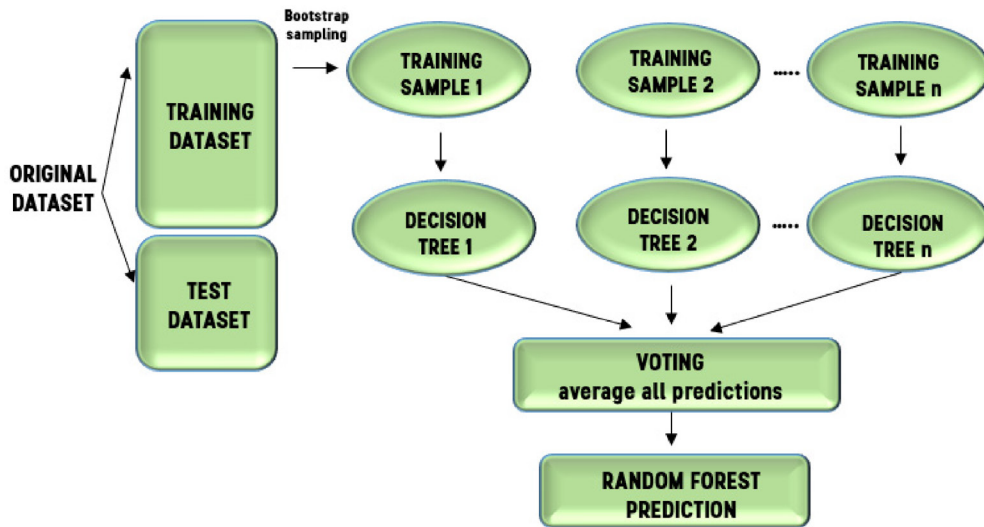 Bootstrap
sampling
ORIGINAL
DATASET
TRAINING
DATASET
TEST
DATASET
TRAINING
SAMPLE 1
TRAINING
SAMPLE 2
.....
TRAINING
SAMPLE n
DECISION
TREE 1
DECISION
TREE 2
.....
DECISION
TREE n
VOTING
average all predictions
RANDOM FOREST
PREDICTION